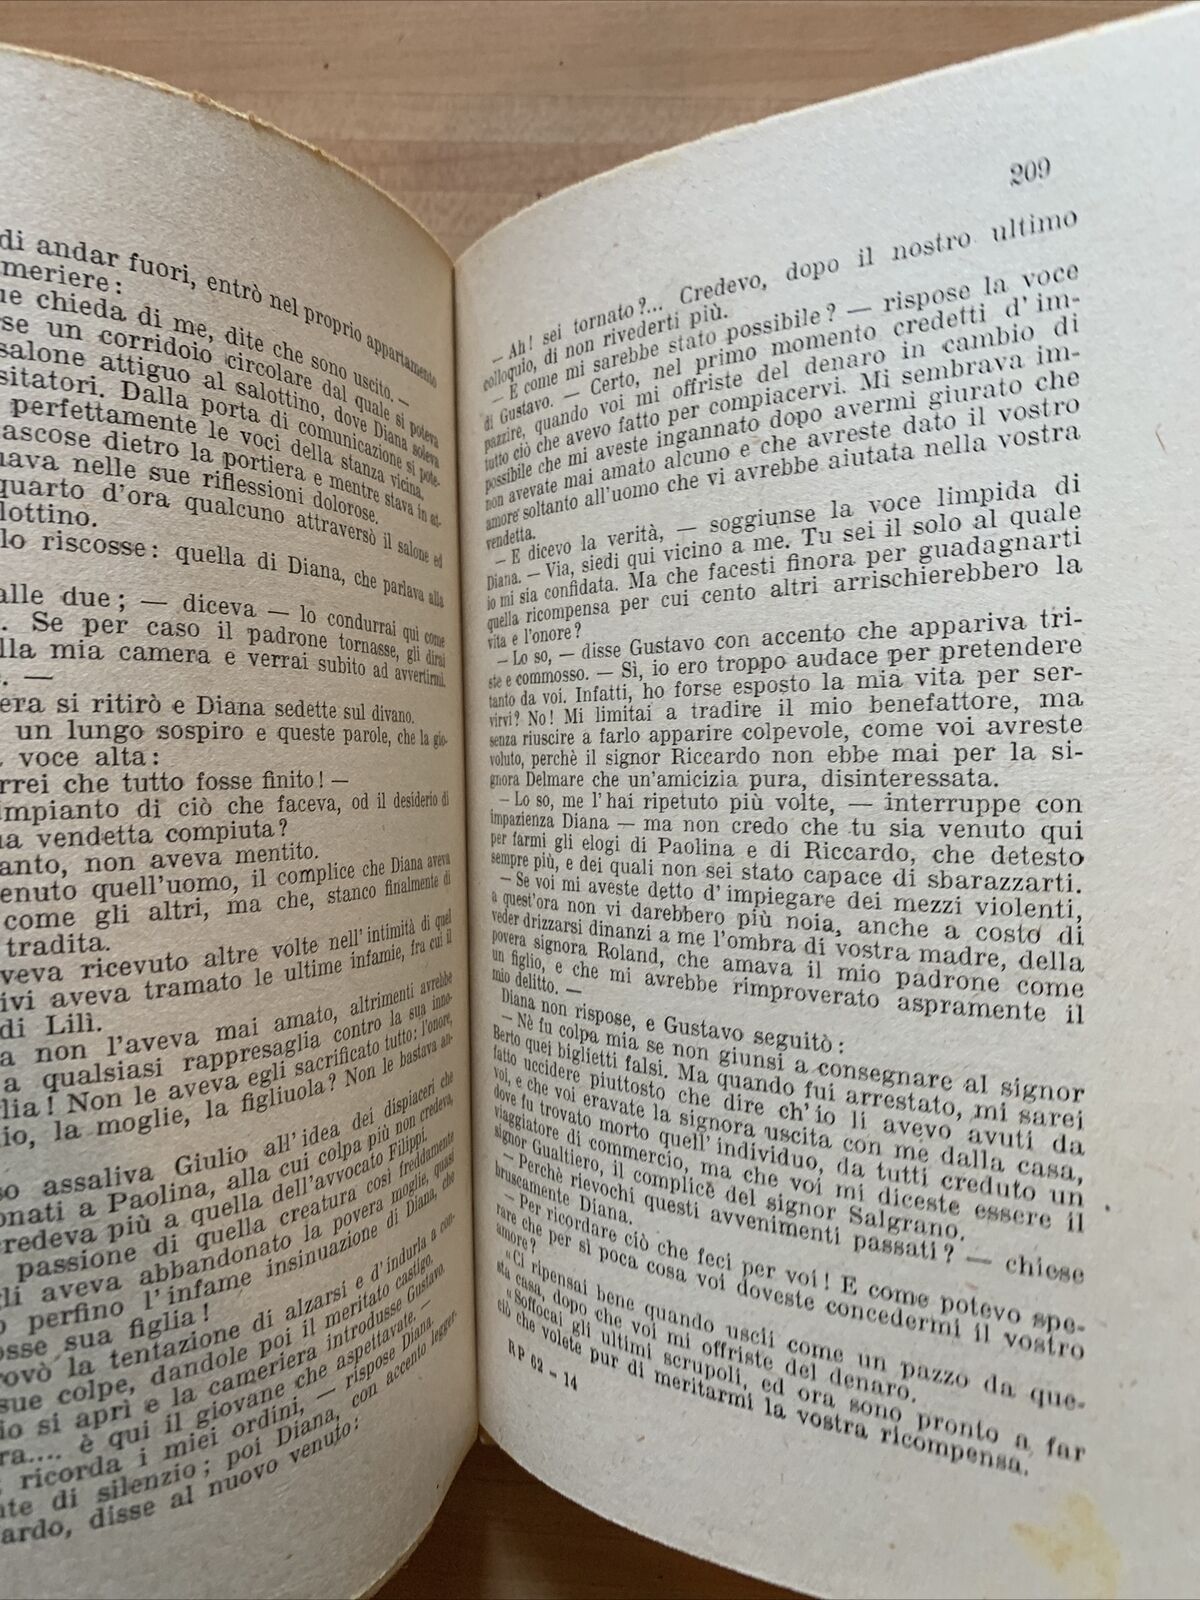 di andar fuori, entrò nel proprio appartamento
meriere:
ue chieda di me, dite che sono uscito. —
rse un corridoio circolare dal quale si poteva
salone attiguo al salottino, dove Diana soleva
sitatori. Dalla porta di comunicazione si pote-
perfettamente le voci della stanza vicina.
ascose dietro la portiera e mentre stava in at-
nava nelle sue riflessioni dolorose.
quarto d'ora qualcuno attraversò il salone ed
lottino.
lo riscosse: quella di Diana, che parlava alla
alle due; — diceva — lo condurrai qui come
. Se per caso il padrone tornasse, gli dirai
lla mia camera e verrai subito ad avvertirmi.
. —
era si ritirò e Diana sedette sul divano.
un lungo sospiro e queste parole, che la gio-
voce alta:
rrei che tutto fosse finito! —
impianto di ciò che faceva, od il desiderio di
ua vendetta compiuta?
anto, non aveva mentito.
enuto quell'uomo, il complice che Diana aveva
come gli altri, ma che, stanco finalmente di
tradita.
veva ricevuto altre volte nell'intimità di quel
ivi aveva tramato le ultime infamie, fra cui il
di Lilì.
a non l'aveva mai amato, altrimenti avrebbe
a qualsiasi rappresaglia contro la sua inno-
lia! Non le aveva egli sacrificato tutto: l'onore,
io, la moglie, la figliuola? Non le bastava an-
so assaliva Giulio all'idea dei dispiaceri che
onati a Paolina, alla cui colpa più non credeva,
redeva più a quella dell'avvocato Filippi.
passione di quella creatura così freddamente
gli aveva abbandonato la povera moglie, quasi
o perfino l'infame insinuazione di Diana, che
osse sua figlia!
rovò la tentazione di alzarsi e d'indurla a con-
sue colpe, dandole poi il meritato castigo.
io si aprì e la cameriera introdusse Gustavo.
ra.... è qui il giovane che aspettavate. —
ricorda i miei ordini, — rispose Diana.
te di silenzio; poi Diana, con accento legger-
ardo, disse al nuovo venuto:
209
— Ah! sei tornato?... Credevo, dopo il nostro ultimo
colloquio, di non rivederti più.
— E come mi sarebbe stato possibile? — rispose la voce
di Gustavo. — Certo, nel primo momento credetti d'im-
pazzire, quando voi mi offriste del denaro in cambio di
tutto ciò che avevo fatto per compiacervi. Mi sembrava im-
possibile che mi aveste ingannato dopo avermi giurato che
non avevate mai amato alcuno e che avreste dato il vostro
amore soltanto all'uomo che vi avrebbe aiutata nella vostra
vendetta.
— E dicevo la verità, — soggiunse la voce limpida di
Diana. — Via, siedi qui vicino a me. Tu sei il solo al quale
io mi sia confidata. Ma che facesti finora per guadagnarti
quella ricompensa per cui cento altri arrischierebbero la
vita e l'onore?
— Lo so, — disse Gustavo con accento che appariva tri-
ste e commosso. — Sì, io ero troppo audace per pretendere
tanto da voi. Infatti, ho forse esposto la mia vita per ser-
virvi? No! Mi limitai a tradire il mio benefattore, ma
senza riuscire a farlo apparire colpevole, come voi avreste
voluto, perchè il signor Riccardo non ebbe mai per la si-
gnora Delmare che un'amicizia pura, disinteressata.
— Lo so, me l'hai ripetuto più volte, — interruppe con
impazienza Diana — ma non credo che tu sia venuto qui
per farmi gli elogi di Paolina e di Riccardo, che detesto
sempre più, e dei quali non sei stato capace di sbarazzarti.
— Se voi mi aveste detto d'impiegare dei mezzi violenti,
a quest'ora non vi darebbero più noia, anche a costo di
veder drizzarsi dinanzi a me l'ombra di vostra madre, della
povera signora Roland, che amava il mio padrone come
un figlio, e che mi avrebbe rimproverato aspramente il
mio delitto. —
Diana non rispose, e Gustavo seguitò:
— Nè fu colpa mia se non giunsi a consegnare al signor
Berto quei biglietti falsi. Ma quando fui arrestato, mi sarei
fatto uccidere piuttosto che dire ch'io li avevo avuti da
voi, e che voi eravate la signora uscita con me dalla casa,
dove fu trovato morto quell'individuo, da tutti creduto un
viaggiatore di commercio, ma che voi mi diceste essere il
signor Gualtiero, il complice del signor Salgrano.
— Perchè rievochi questi avvenimenti passati? — chiese
bruscamente Diana.
— Per ricordare ciò che feci per voi! E come potevo spe-
rare che per sì poca cosa voi doveste concedermi il vostro
amore?
“Ci ripensai bene quando uscii come un pazzo da que-
sta casa, dopo che voi mi offriste del denaro.
“Soffocai gli ultimi scrupoli, ed ora sono pronto a far
ciò che volete pur di meritarmi la vostra ricompensa.
RP 62 - 14